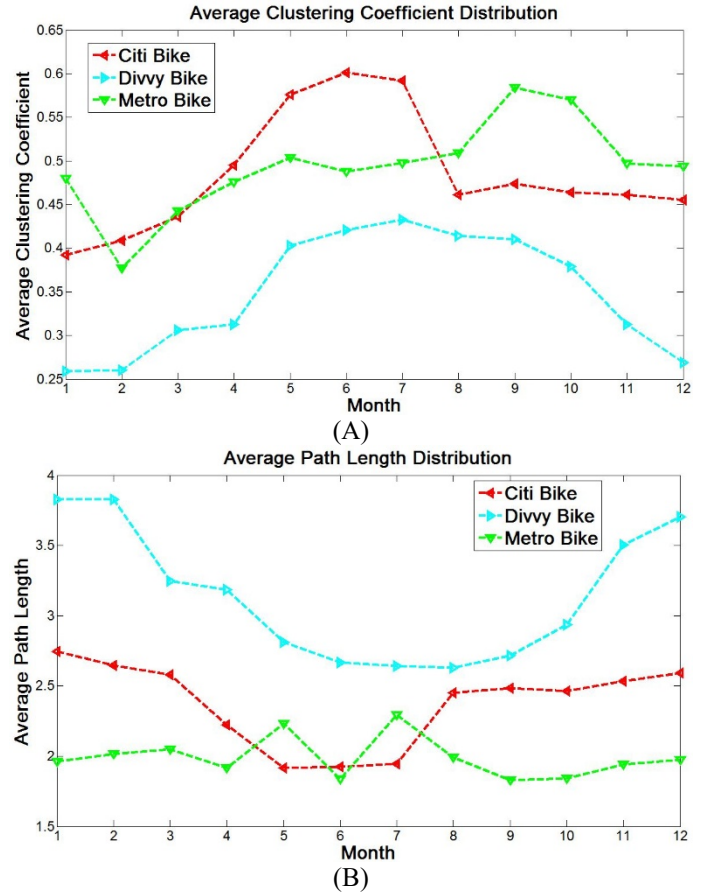 Average Clustering Coefficient Distribution
0.65
0.6
0.55
0.5
0.45
0.4
0.35
0.3
0.25
Average Clustering Coefficient
Citi Bike
Divvy Bike
Metro Bike
1 2 3 4 5 6 7 8 9 10 11 12
Month
(A)
Average Path Length Distribution
4
3.5
3
2.5
2
1.5
Average Path Length
Citi Bike
Divvy Bike
Metro Bike
1 2 3 4 5 6 7 8 9 10 11 12
Month
(B)